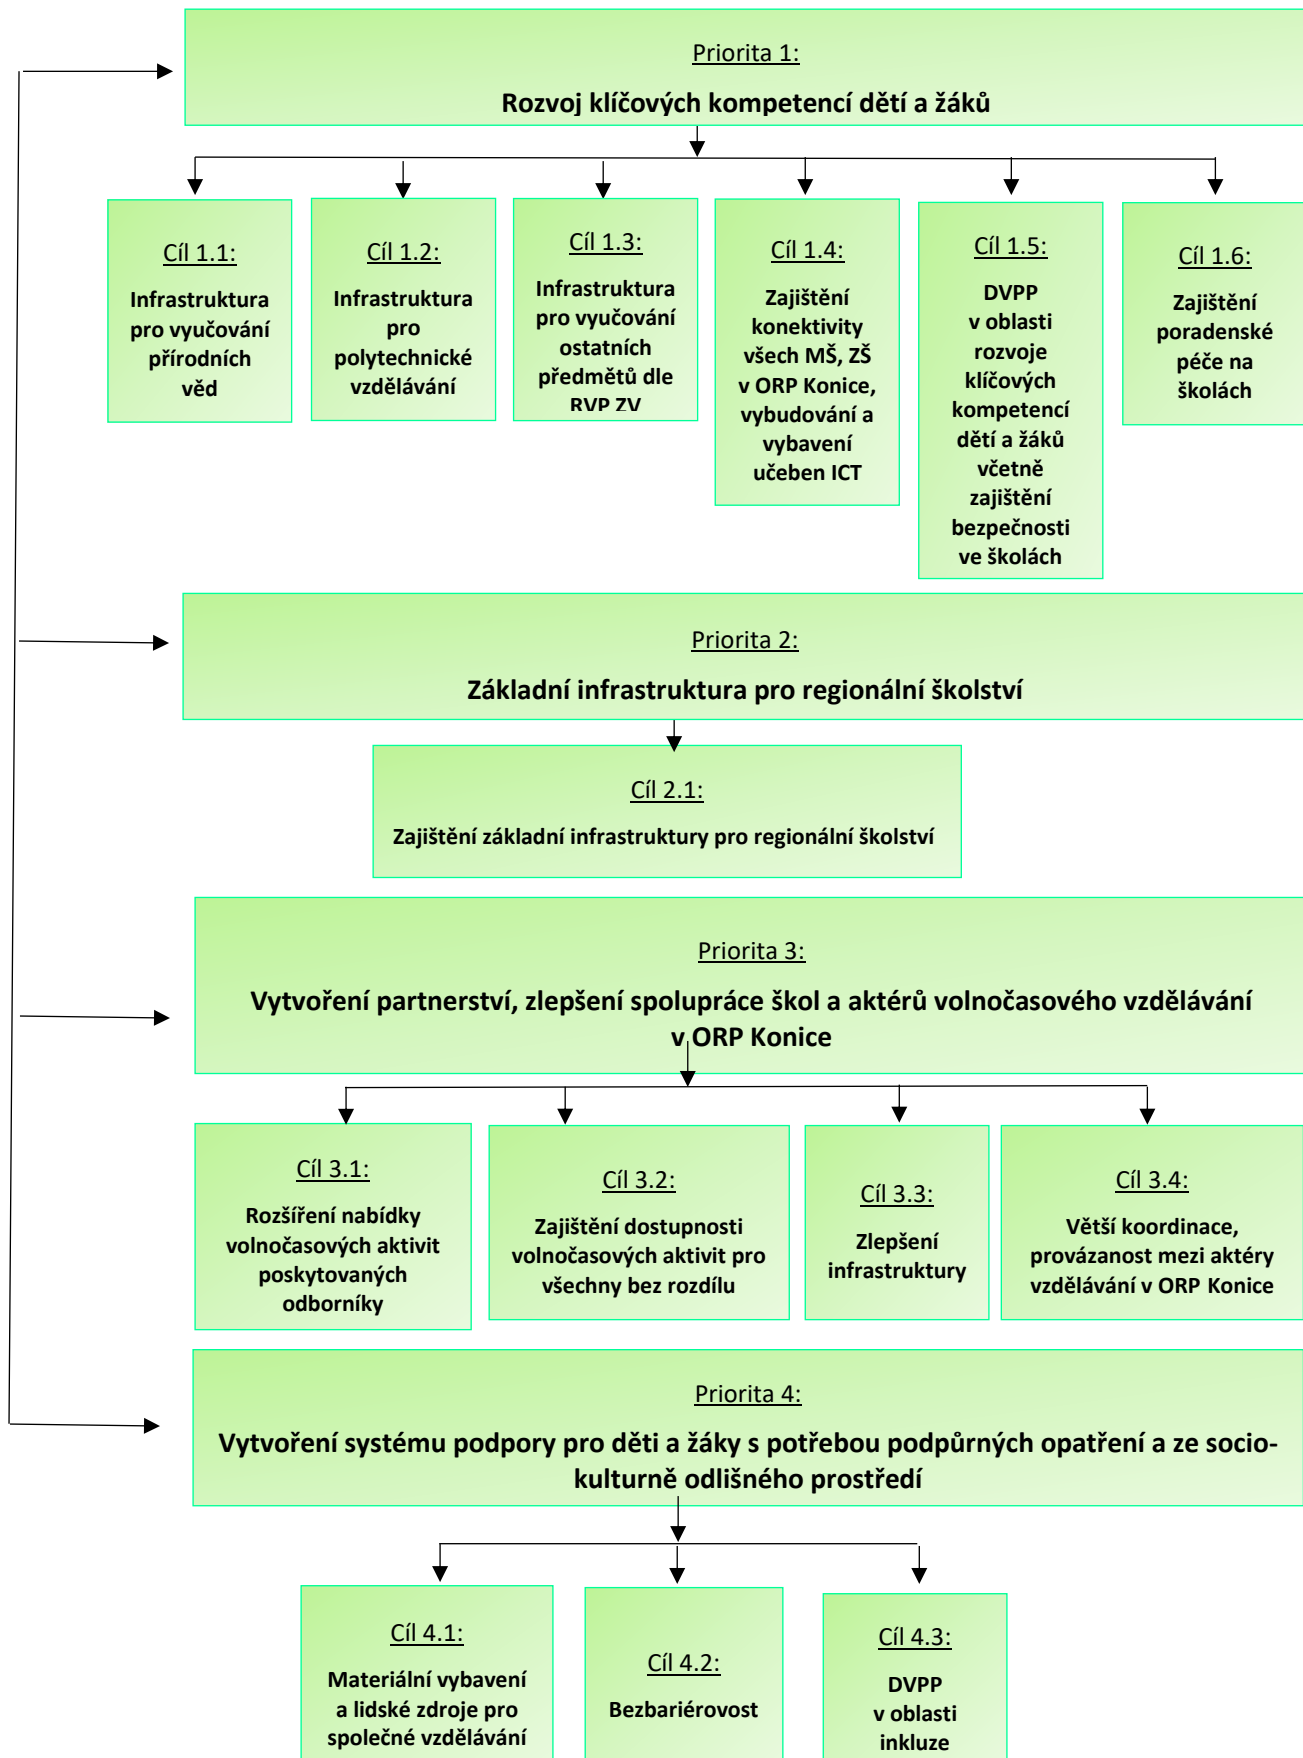 Priorita 1:
Rozvoj klíčových kompetencí dětí a žáků
Cíl 1.1:
Infrastruktura
pro vyučování
přírodních
věd
Cíl 1.2:
Infrastruktura
pro
polytechnické
vzdělávání
Cíl 1.3:
Infrastruktura
pro vyučování
ostatních
předmětů dle
RVP ZV
Cíl 1.4:
Zajištění
konektivity
všech MŠ, ZŠ
v ORP Konice,
vybudování a
vybavení
učeben ICT
Cíl 1.5:
DVPP
v oblasti
rozvoje
klíčových
kompetencí
dětí a žáků
včetně
zajištění
bezpečnosti
ve školách
Cíl 1.6:
Zajištění
poradenské
péče na
školách
Priorita 2:
Základní infrastruktura pro regionální školství
Cíl 2.1:
Zajištění základní infrastruktury pro regionální školství
Priorita 3:
Vytvoření partnerství, zlepšení spolupráce škol a aktérů volnočasového vzdělávání
v ORP Konice
Cíl 3.1:
Rozšíření nabídky
volnočasových aktivit
poskytovaných
odborníky
Cíl 3.2:
Zajištění dostupnosti
volnočasových aktivit pro
všechny bez rozdílu
Cíl 3.3:
Zlepšení
infrastruktury
Cíl 3.4:
Větší koordinace,
provázanost mezi aktéry
vzdělávání v ORP Konice
Priorita 4:
Vytvoření systému podpory pro děti a žáky s potřebou podpůrných opatření a ze socio-
kulturně odlišného prostředí
Cíl 4.1:
Materiální vybavení
a lidské zdroje pro
společné vzdělávání
Cíl 4.2:
Bezbariérovost
Cíl 4.3:
DVPP
v oblasti
inkluze